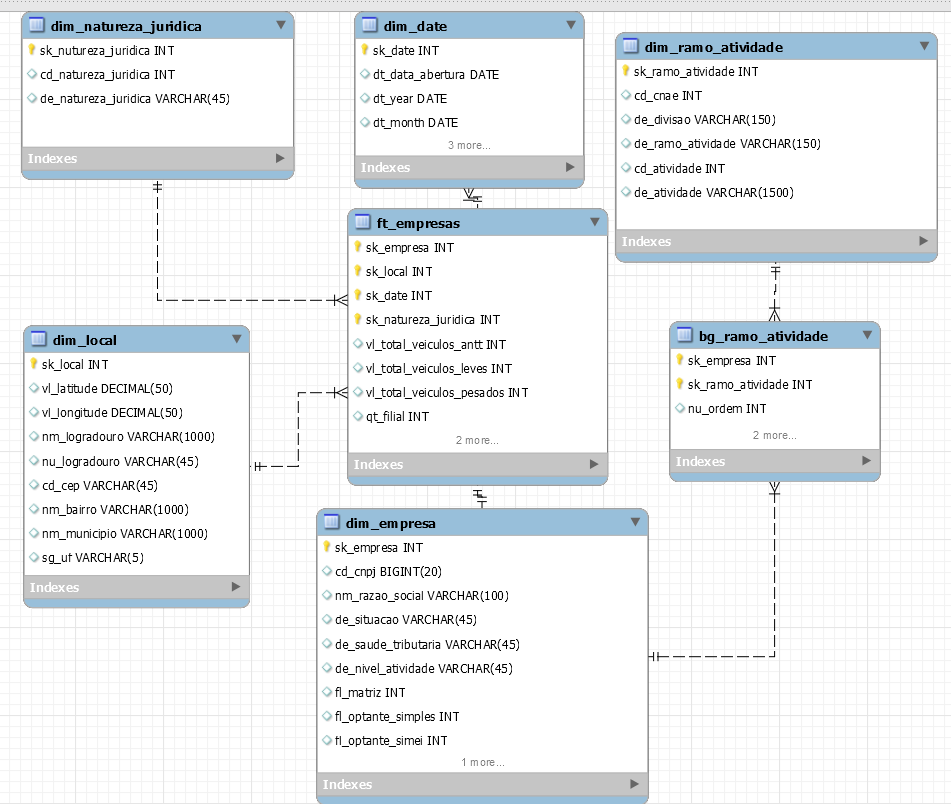 dim_natureza_juridica
sk_nutureza_juridica INT
cd_natureza_juridica INT
de_natureza_juridica VARCHAR(45)
Indexes
dim_date
sk_date INT
dt_data_abertura DATE
dt_year DATE
dt_month DATE
3 more...
Indexes
dim_ramo_atividade
sk_ramo_atividade INT
cd_cnae INT
de_divisao VARCHAR(150)
de_ramo_atividade VARCHAR(150)
cd_atividade INT
de_atividade VARCHAR(1500)
Indexes
ft_empresas
sk_empresa INT
sk_local INT
sk_date INT
sk_natureza_juridica INT
vl_total_veiculos_antt INT
vl_total_veiculos_leves INT
vl_total_veiculos_pesados INT
qt_filial INT
2 more...
Indexes
dim_local
sk_local INT
vl_latitude DECIMAL(50)
vl_longitude DECIMAL(50)
nm_logradouro VARCHAR(1000)
nu_logradouro VARCHAR(45)
cd_cep VARCHAR(45)
nm_bairro VARCHAR(1000)
nm_municipio VARCHAR(1000)
sg_uf VARCHAR(5)
Indexes
bg_ramo_atividade
sk_empresa INT
sk_ramo_atividade INT
nu_ordem INT
2 more...
Indexes
dim_empresa
sk_empresa INT
cd_cnpj BIGINT(20)
nm_razao_social VARCHAR(100)
de_situacao VARCHAR(45)
de_saude_tributaria VARCHAR(45)
de_nivel_atividade VARCHAR(45)
fl_matriz INT
fl_optante_simples INT
fl_optante_simei INT
1 more...
Indexes